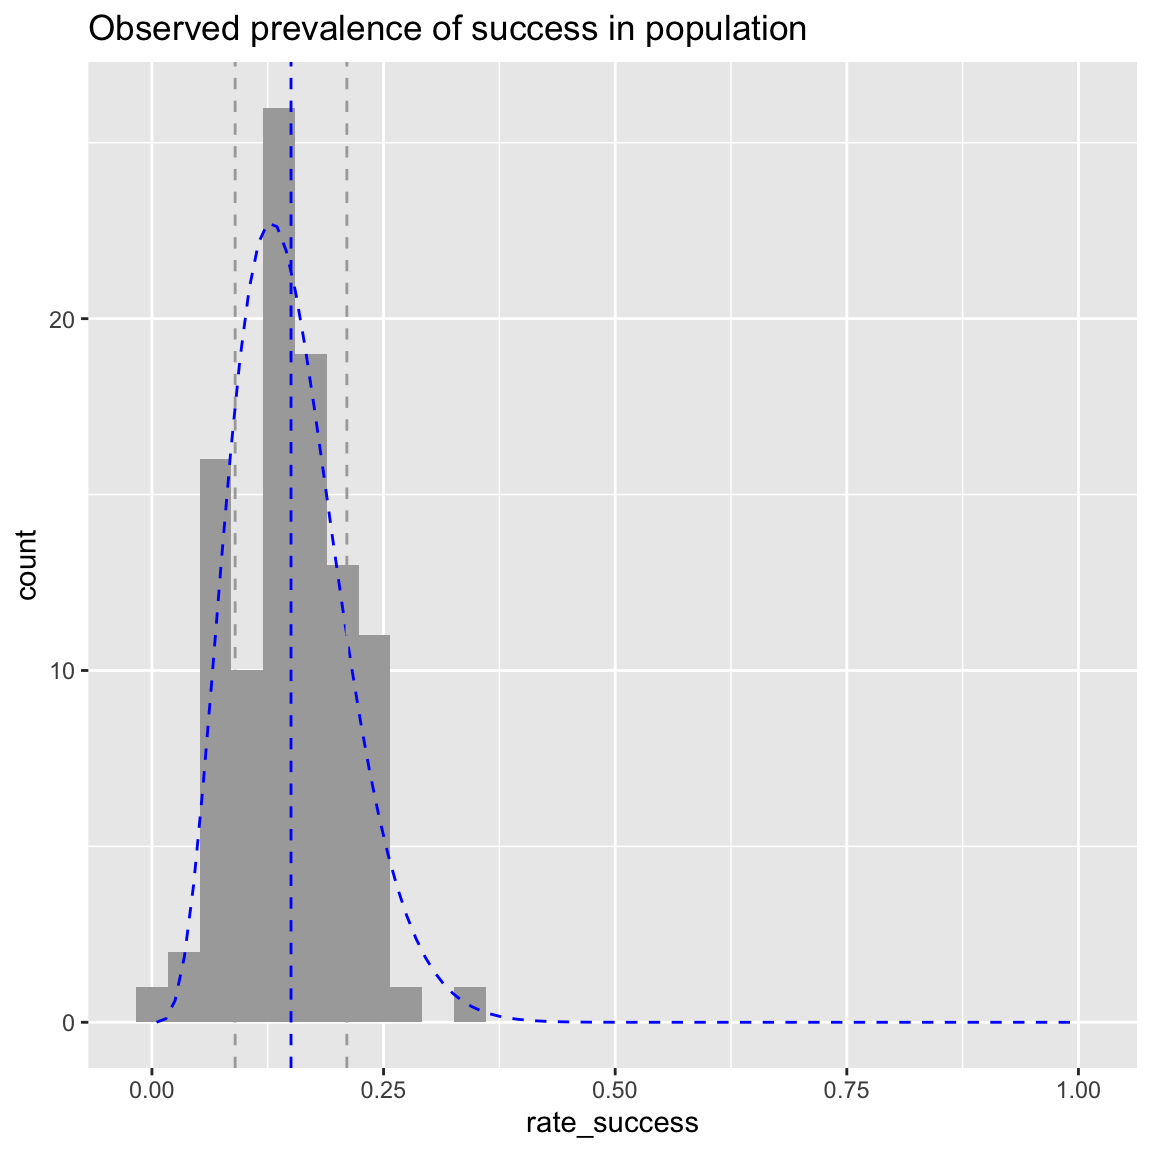 Observed prevalence of success in population
count
20
10
0
0.00 0.25 0.50 0.75 1.00
rate_success